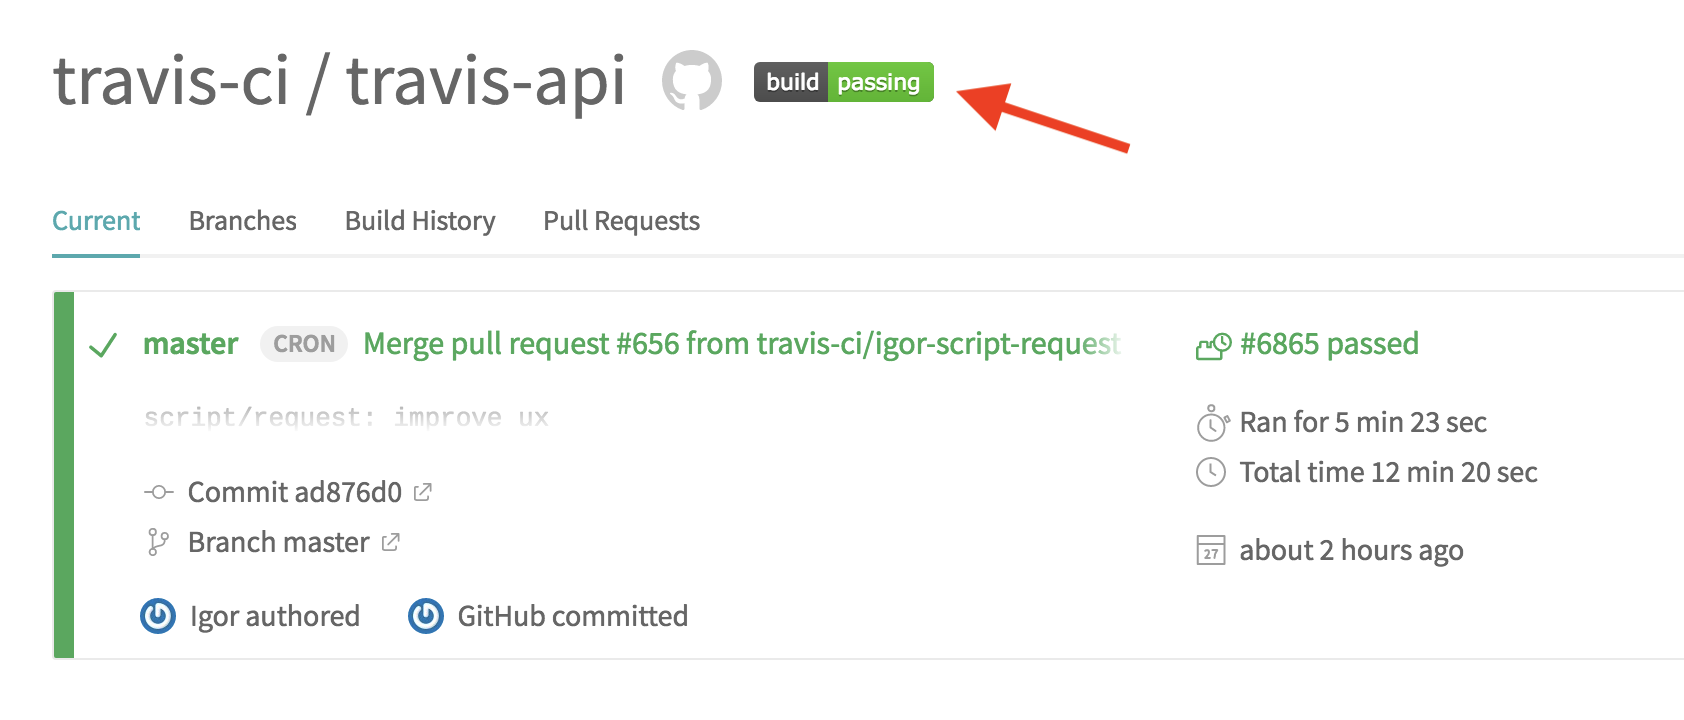 travis-ci / travis-api build passing
Current Branches Build History Pull Requests
master CRON Merge pull request #656 from travis-ci/igor-script-request #6865 passed
script/request: improve ux
Ran for 5 min 23 sec
Total time 12 min 20 sec
Commit ad876d0
Branch master
27 about 2 hours ago
Igor authored GitHub committed